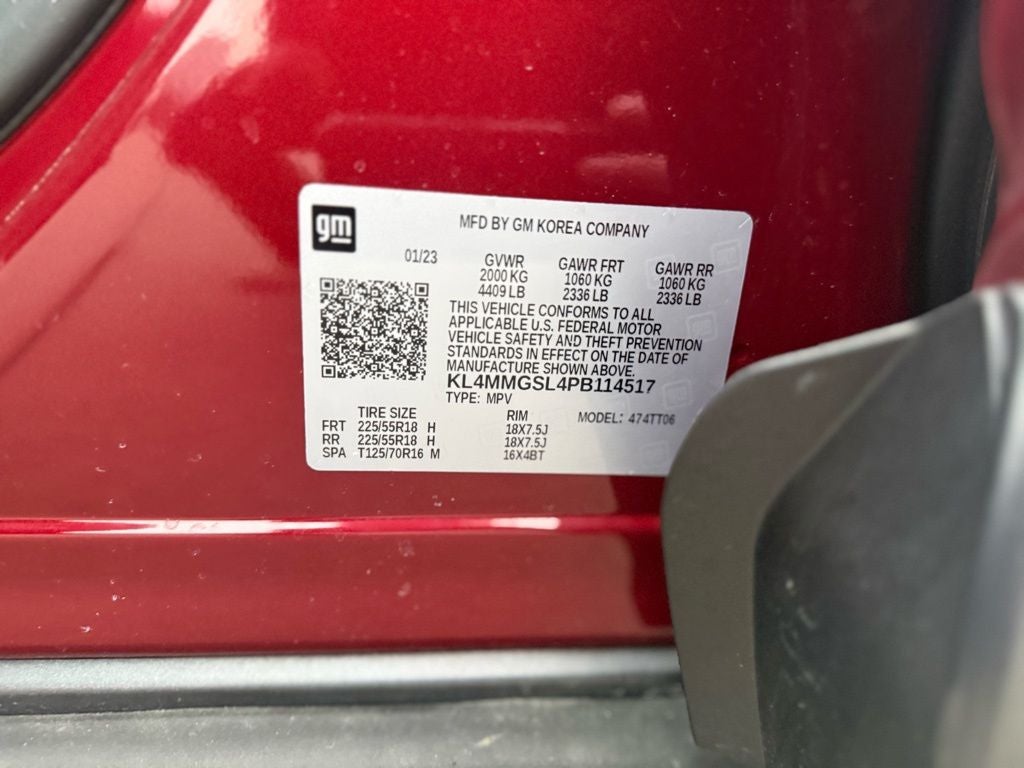 gm
MFD BY GM KOREA COMPANY
01/23 GVWR GAWR FRT GAWR RR
2000 KG 1060 KG 1060 KG
4409 LB 2336 LB 2336 LB
THIS VEHICLE CONFORMS TO ALL
APPLICABLE U.S. FEDERAL MOTOR
VEHICLE SAFETY AND THEFT PREVENTION
STANDARDS IN EFFECT ON THE DATE OF
MANUFACTURE SHOWN ABOVE.
KL4MMGSL4PB114517
TYPE: MPV
TIRE SIZE RIM MODEL: 474TT06
FRT 225/55R18 H 18X7.5J
RR 225/55R18 H 18X7.5J
SPA T125/70R16 M 16X4BT